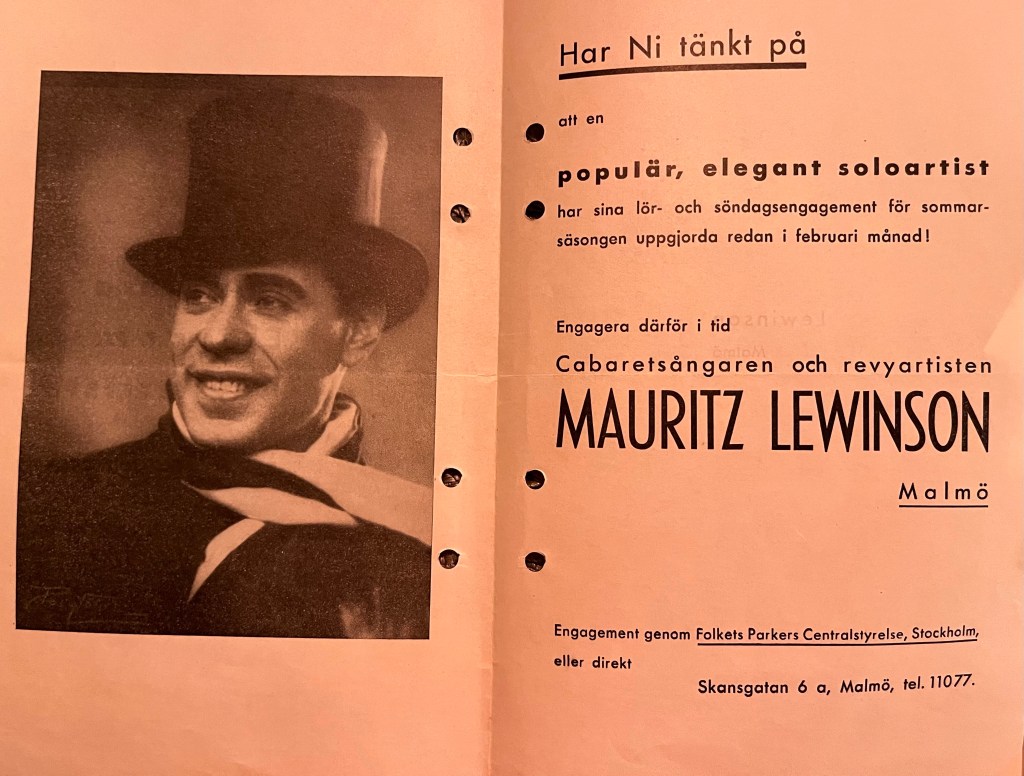 Har Ni tänkt på
att en
populär, elegant soloartist
har sina lör- och söndagsengagement för sommar-
säsongen uppgjorda redan i februari månad!
Engagera därför i tid
Cabaretsångaren och revyartisten
MAURITZ LEWINSON
Malmö
Engagement genom Folkets Parkers Centralstyrelse, Stockholm,
eller direkt
Skansgatan 6 a, Malmö, tel. 11077.